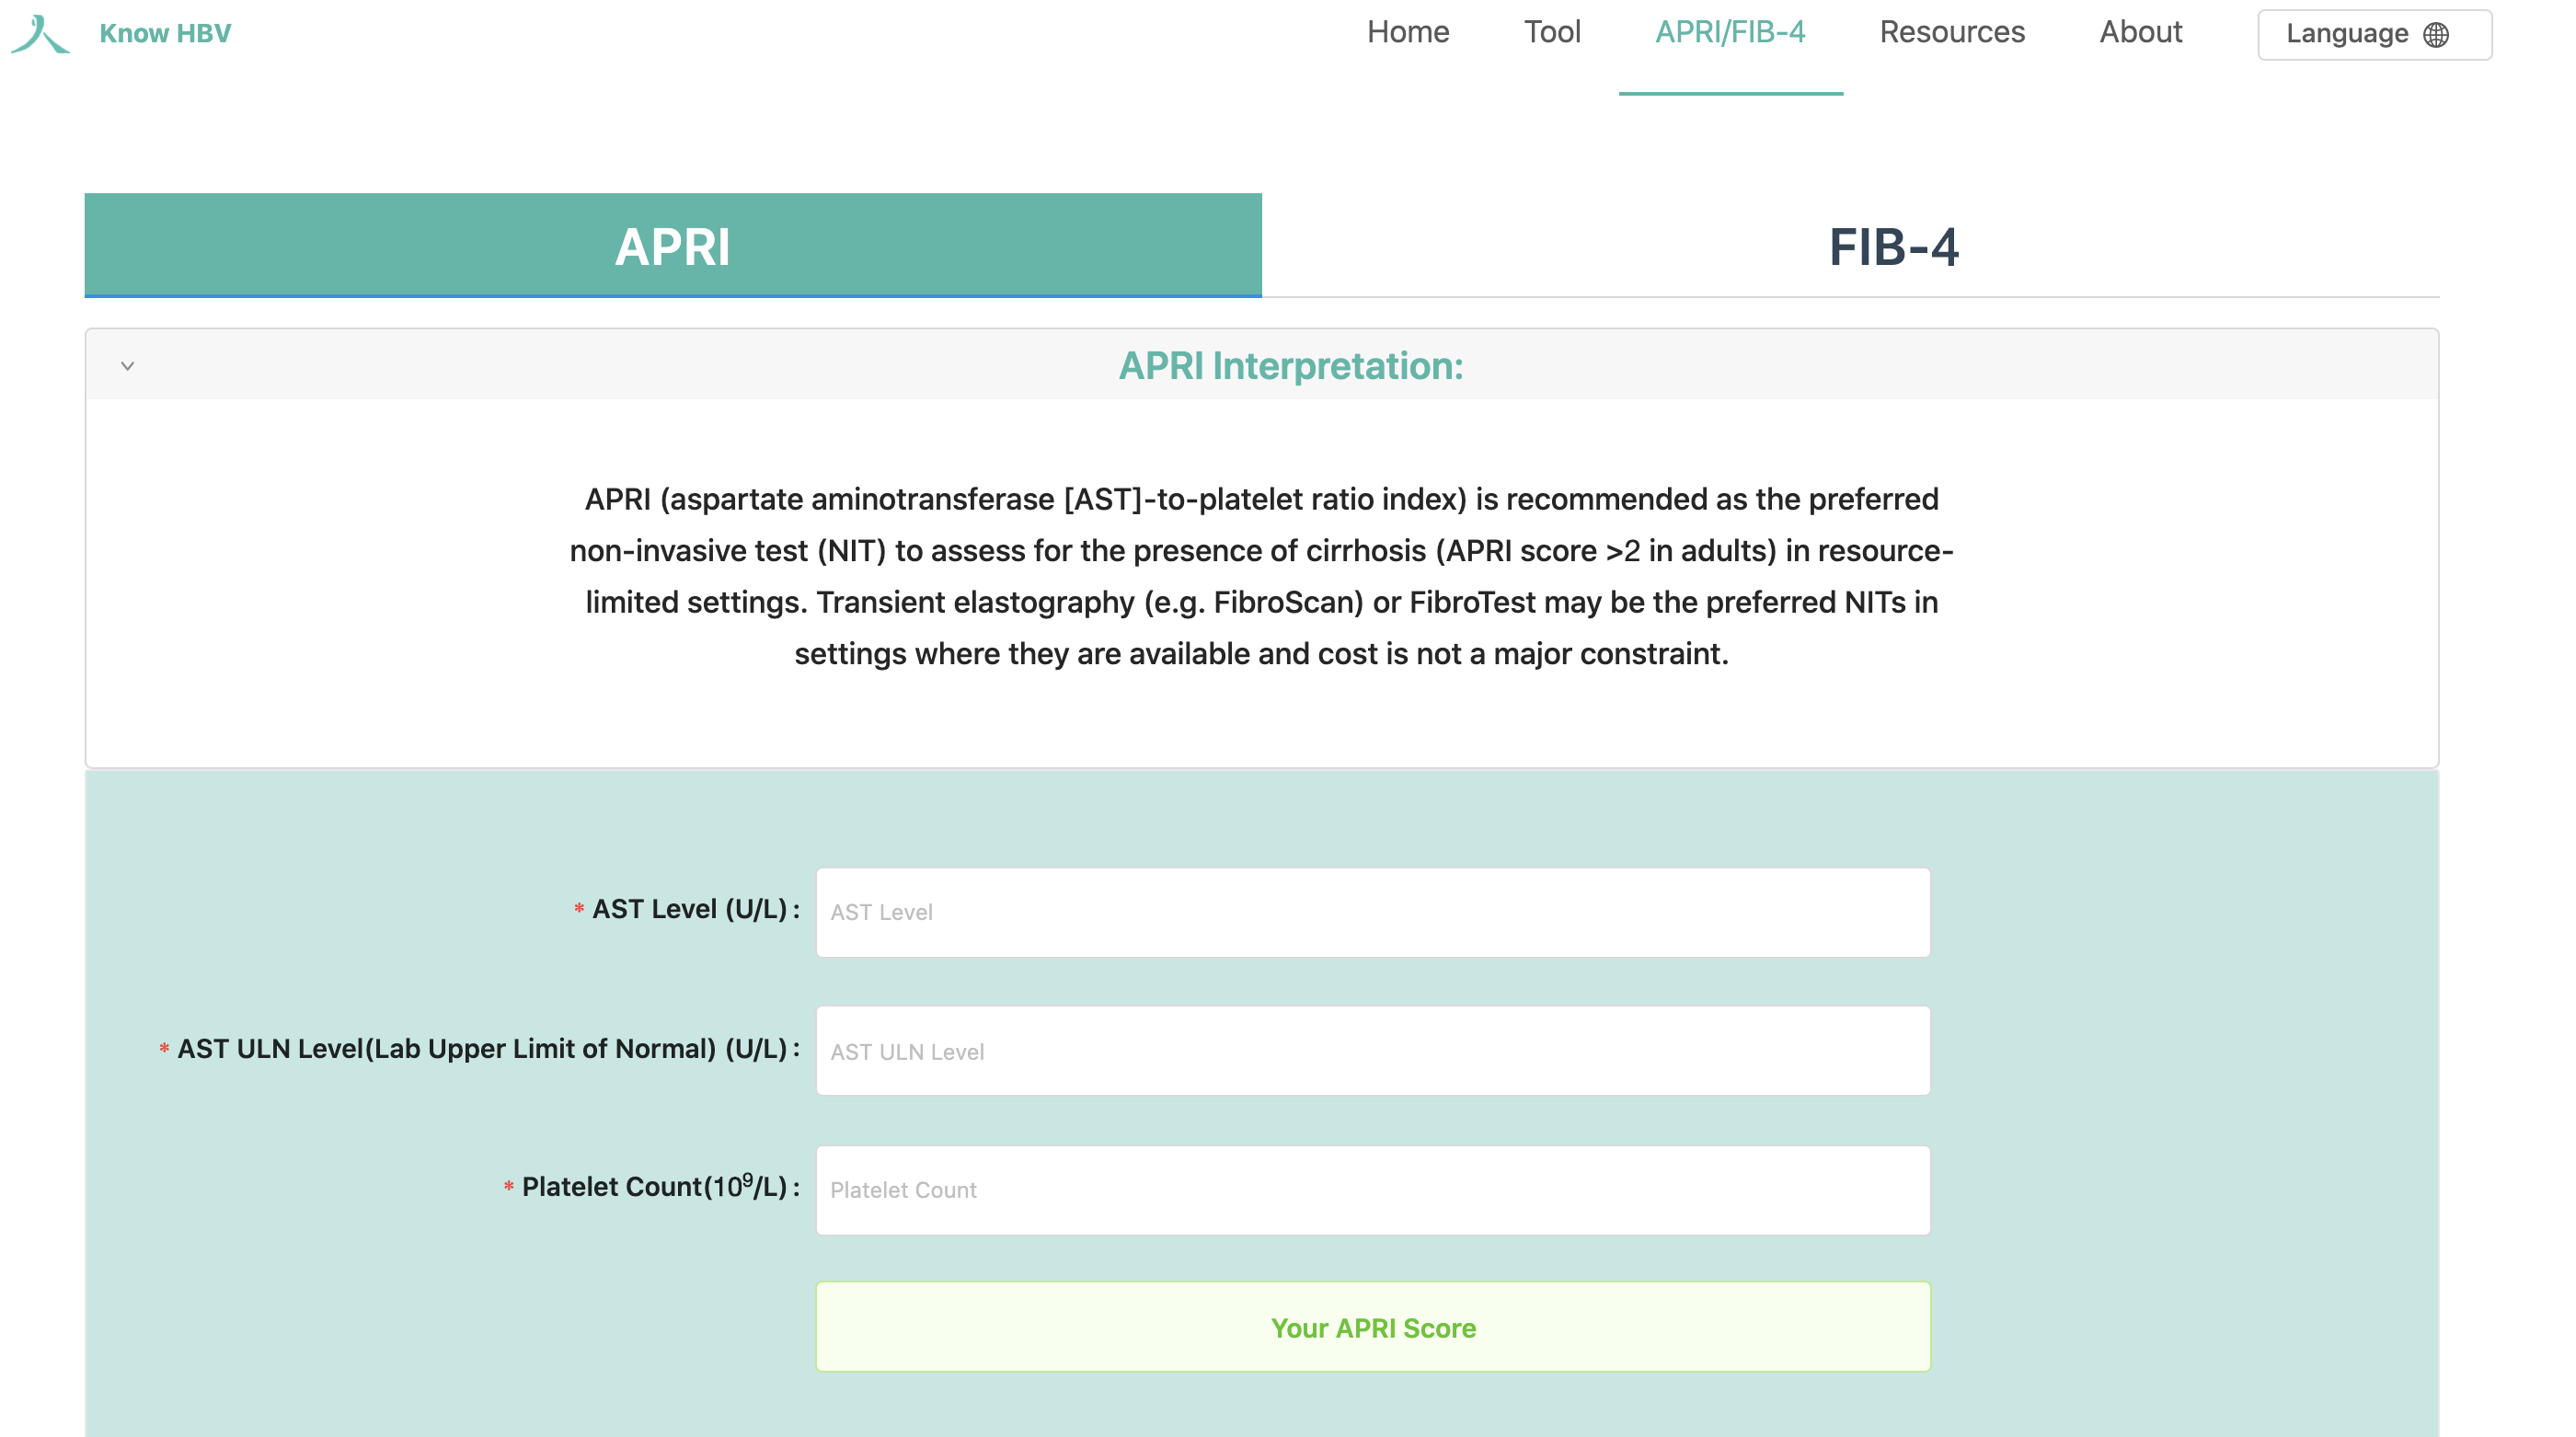 Know HBV
Home
Tool
APRI/FIB-4
Resources
About
Language
APRI
FIB-4
APRI Interpretation:
APRI (aspartate aminotransferase [AST]-to-platelet ratio index) is recommended as the preferred
non-invasive test (NIT) to assess for the presence of cirrhosis (APRI score >2 in adults) in resource-
limited settings. Transient elastography (e.g. FibroScan) or FibroTest may be the preferred NITs in
settings where they are available and cost is not a major constraint.
* AST Level (U/L) :
AST Level
* AST ULN Level(Lab Upper Limit of Normal) (U/L) :
AST ULN Level
* Platelet Count(10⁹/L) :
Platelet Count
Your APRI Score